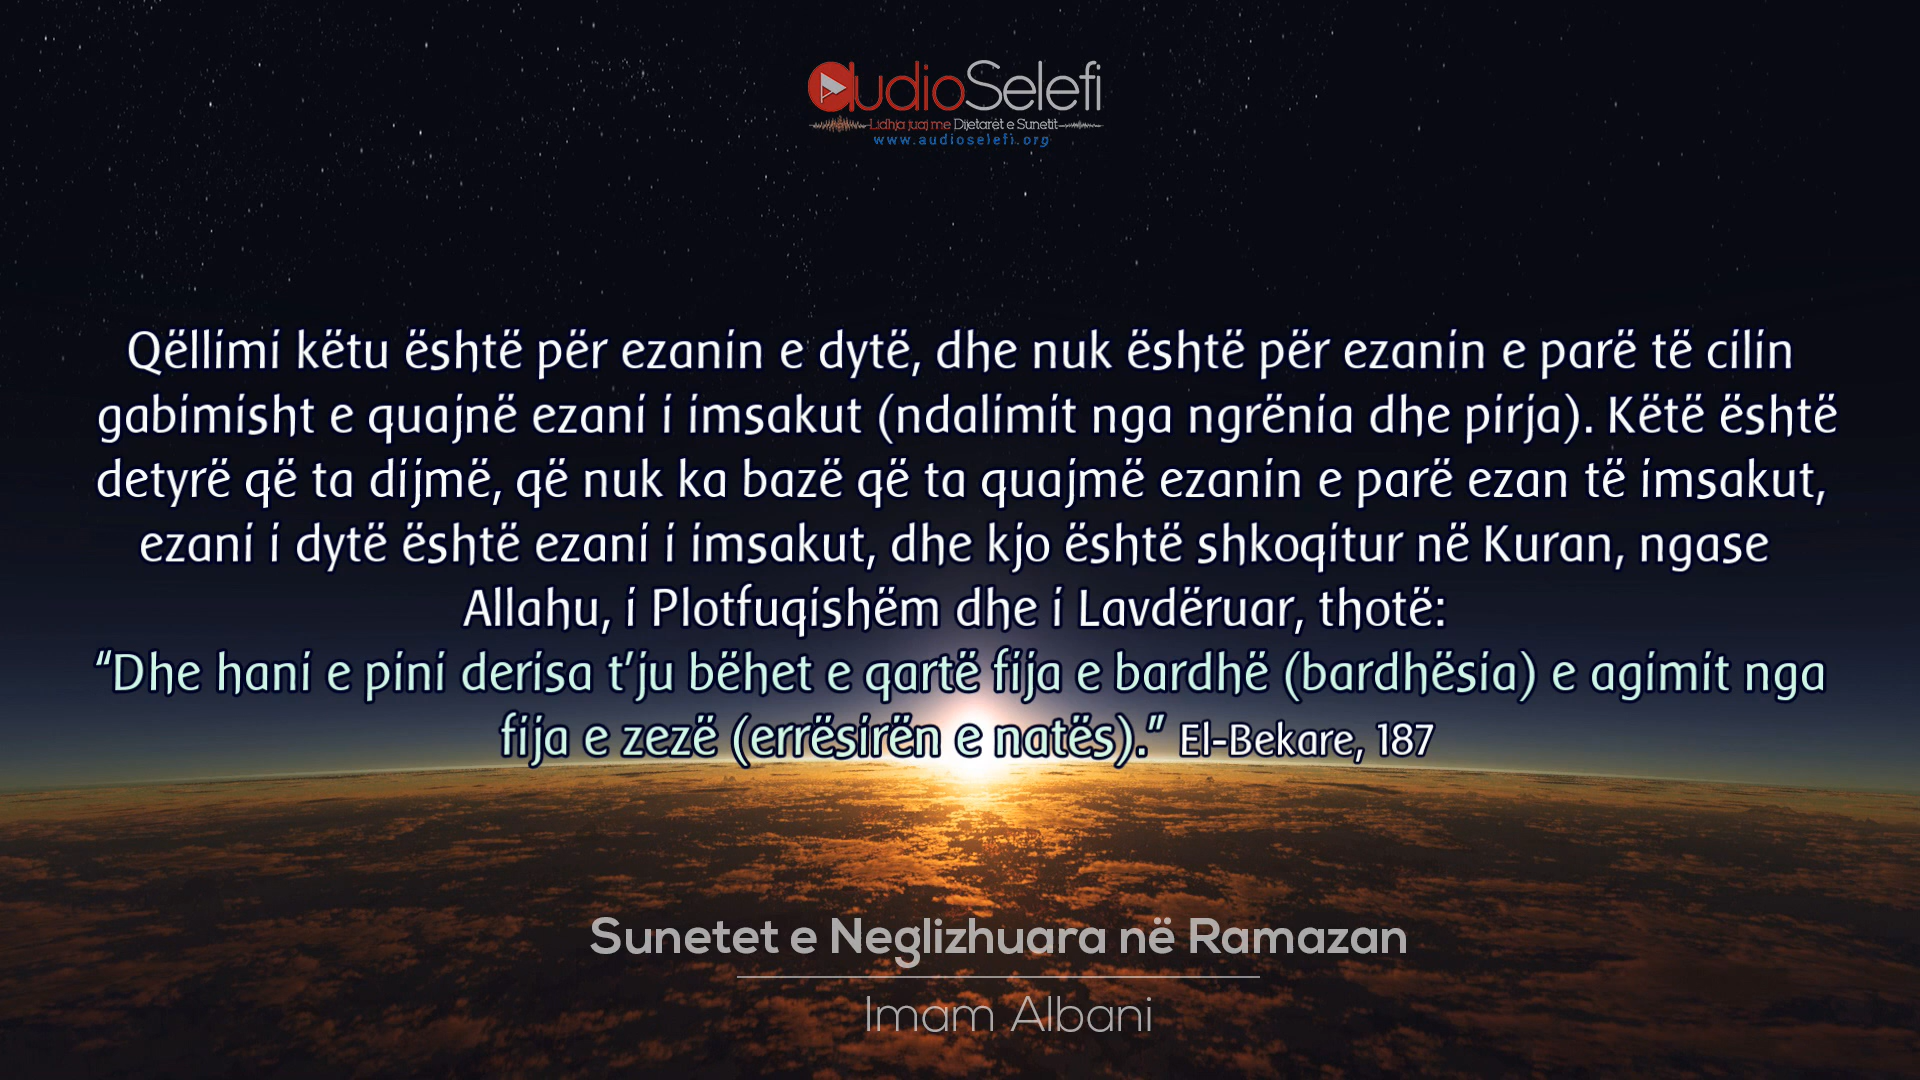 audioSelefi
Lidhja juaj me Dijetarët e Sunetit
www.audioselefi.org
Qëllimi këtu është për ezanin e dytë, dhe nuk është për ezanin e parë të cilin
gabimisht e quajnë ezani i imsakut (ndalimit nga ngrënia dhe pirja). Këtë është
detyrë që ta dijmë, që nuk ka bazë që ta quajmë ezanin e parë ezan të imsakut,
ezani i dytë është ezani i imsakut, dhe kjo është shkoqitur në Kuran, ngase
Allahu, i Plotfuqishëm dhe i Lavdëruar, thotë:
“Dhe hani e pini derisa t’ju bëhet e qartë fija e bardhë (bardhësia) e agimit nga
fija e zezë (errësirën e natës).” El-Bekare, 187
Sunetet e Neglizhuara në Ramazan
Imam Albani